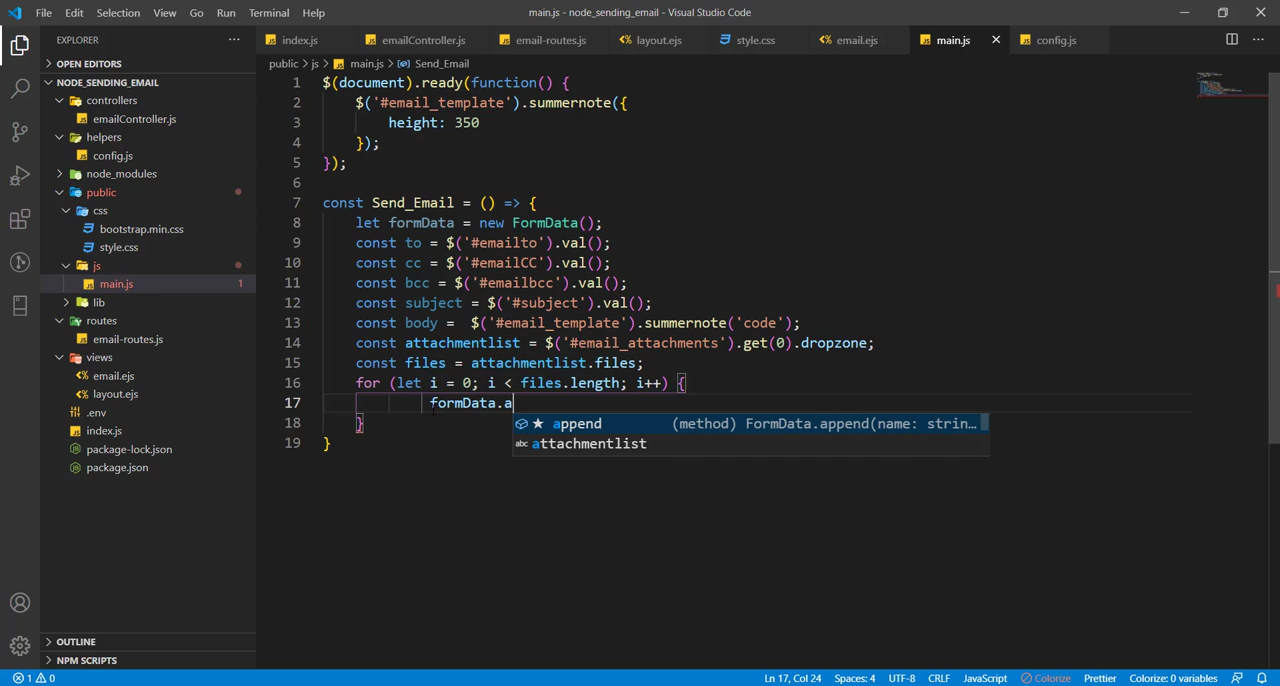 File Edit Selection View Go Run Terminal Help
main.js - node_sending_email - Visual Studio Code
EXPLORER
index.js emailController.js email-routes.js layout.ejs style.css email.ejs main.js config.js
OPEN EDITORS
public > js > main.js > Send_Email
NODE_SENDING_EMAIL
controllers
emailController.js
helpers
config.js
node_modules
public
css
bootstrap.min.css
style.css
js
main.js 1
lib
routes
email-routes.js
views
email.ejs
layout.ejs
.env
index.js
package-lock.json
package.json
OUTLINE
NPM SCRIPTS
1 $(document).ready(function() {
2 $('#email_template').summernote({
3 height: 350
4 });
5 });
6
7 const Send_Email = () => {
8 let formData = new FormData();
9 const to = $('#emailto').val();
10 const cc = $('#emailCC').val();
11 const bcc = $('#emailbcc').val();
12 const subject = $('#subject').val();
13 const body =  $('#email_template').summernote('code');
14 const attachmentlist = $('#email_attachments').get(0).dropzone;
15 const files = attachmentlist.files;
16 for (let i = 0; i < files.length; i++) {
17 formData.a
18 }
19 }
append (method) FormData.append(name: strin…
abc attachmentlist
1 0 Ln 17, Col 24 Spaces: 4 UTF-8 CRLF JavaScript Colorize Prettier Colorize: 0 variables